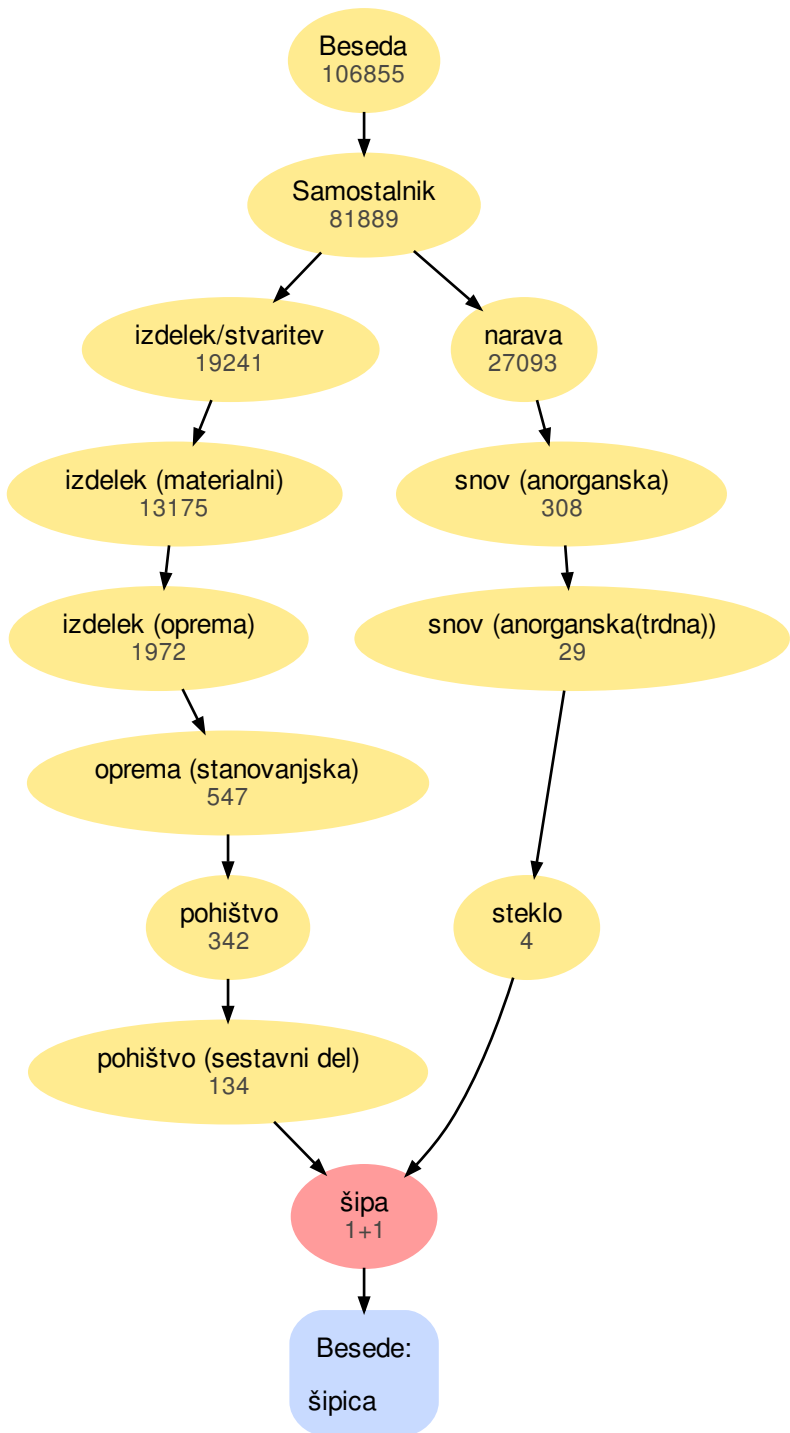 Beseda
106855
Samostalnik
81889
izdelek/stvaritev
19241
narava
27093
izdelek (materialni)
13175
snov (anorganska)
308
izdelek (oprema)
1972
snov (anorganska(trdna))
29
oprema (stanovanjska)
547
pohištvo
342
steklo
4
pohištvo (sestavni del)
134
šipa
1+1
Besede:
šipica